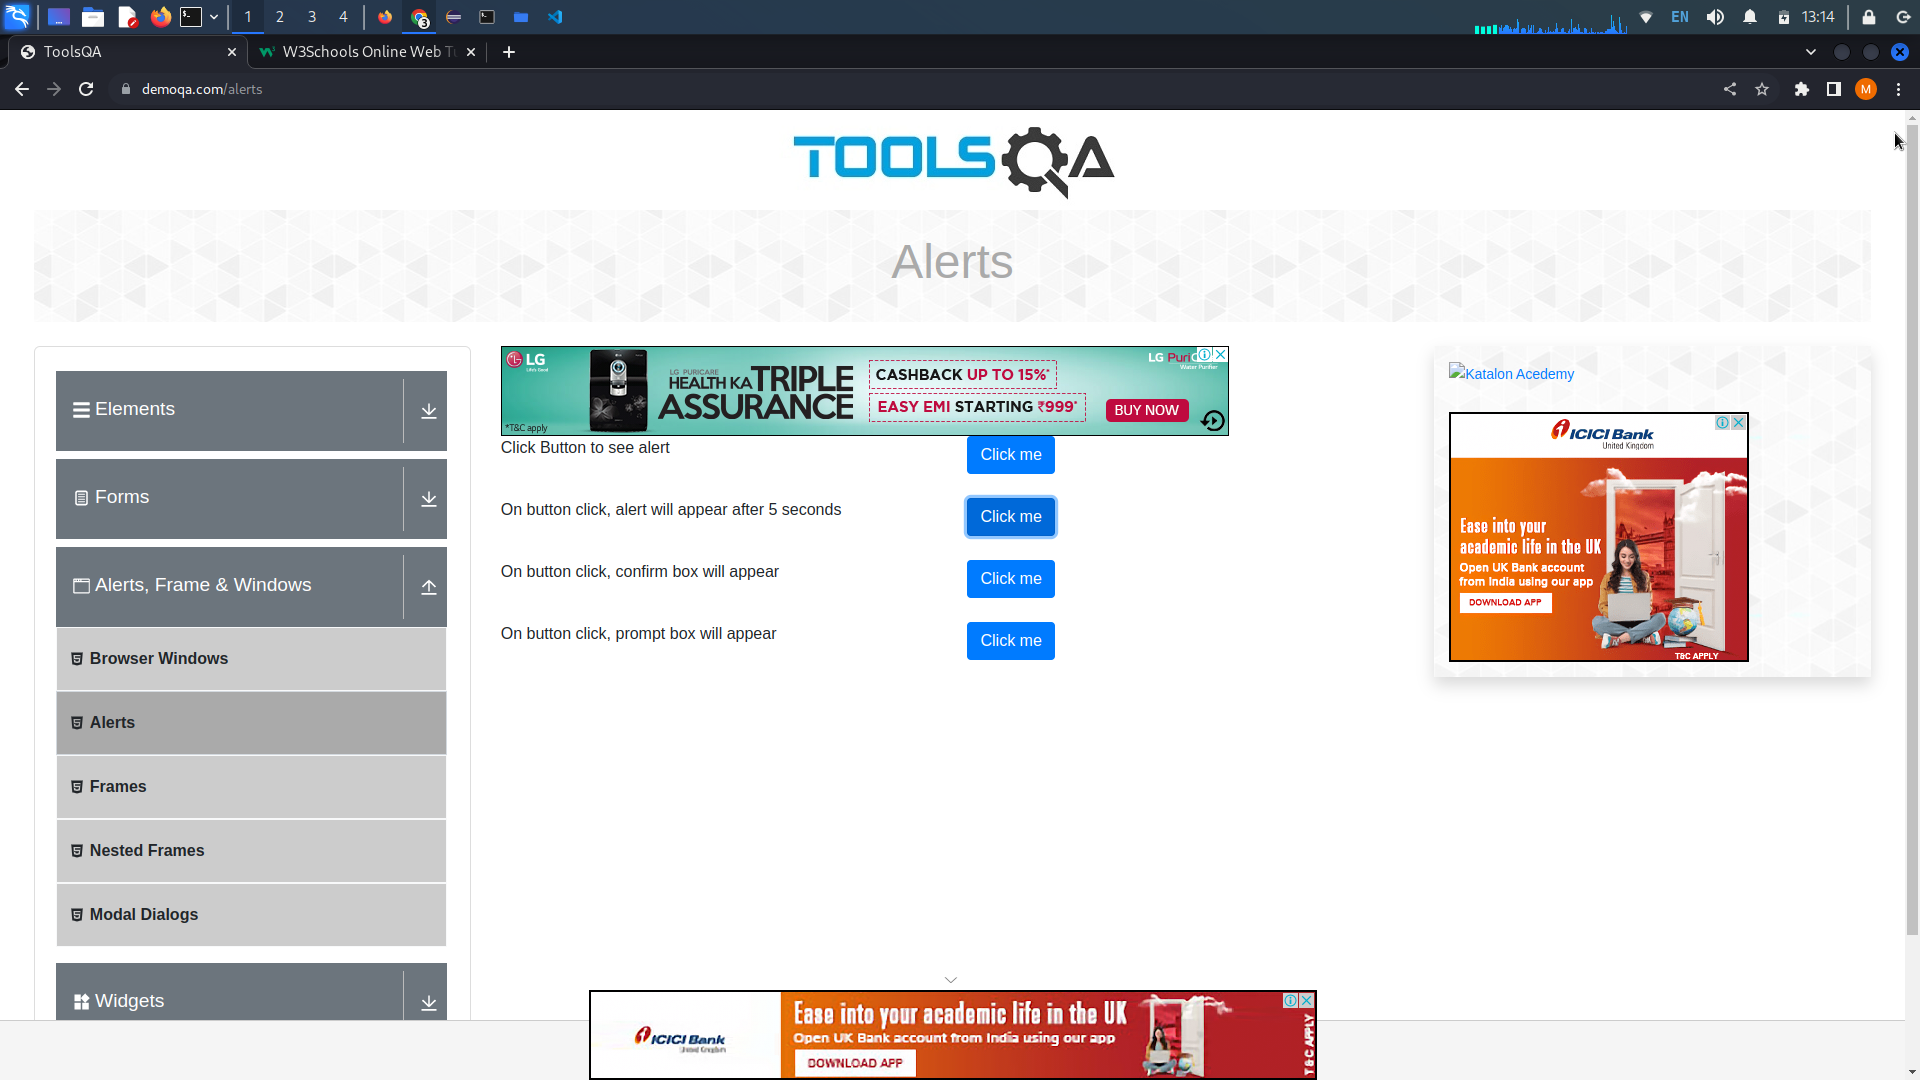 1 2 3 4
3
EN
13:14
ToolsQA
W3Schools Online Web Tu
demoqa.com/alerts
M
TOOLSQA
Alerts
Elements
Forms
Alerts, Frame & Windows
Browser Windows
Alerts
Frames
Nested Frames
Modal Dialogs
Widgets
LG
Life's Good
*T&C apply
LG PURICARE
HEALTH KA TRIPLE
ASSURANCE
CASHBACK UP TO 15%*
EASY EMI STARTING ₹999*
LG PuriC
Water Purifier
BUY NOW
Click Button to see alert
Click me
On button click, alert will appear after 5 seconds
Click me
On button click, confirm box will appear
Click me
On button click, prompt box will appear
Click me
Katalon Acedemy
ICICI Bank
United Kingdom
Ease into your
academic life in the UK
Open UK Bank account
from India using our app
DOWNLOAD APP
T&C APPLY
ICICI Bank
United Kingdom
Ease into your academic life in the UK
Open UK Bank account from India using our app
DOWNLOAD APP
T&C APPLY